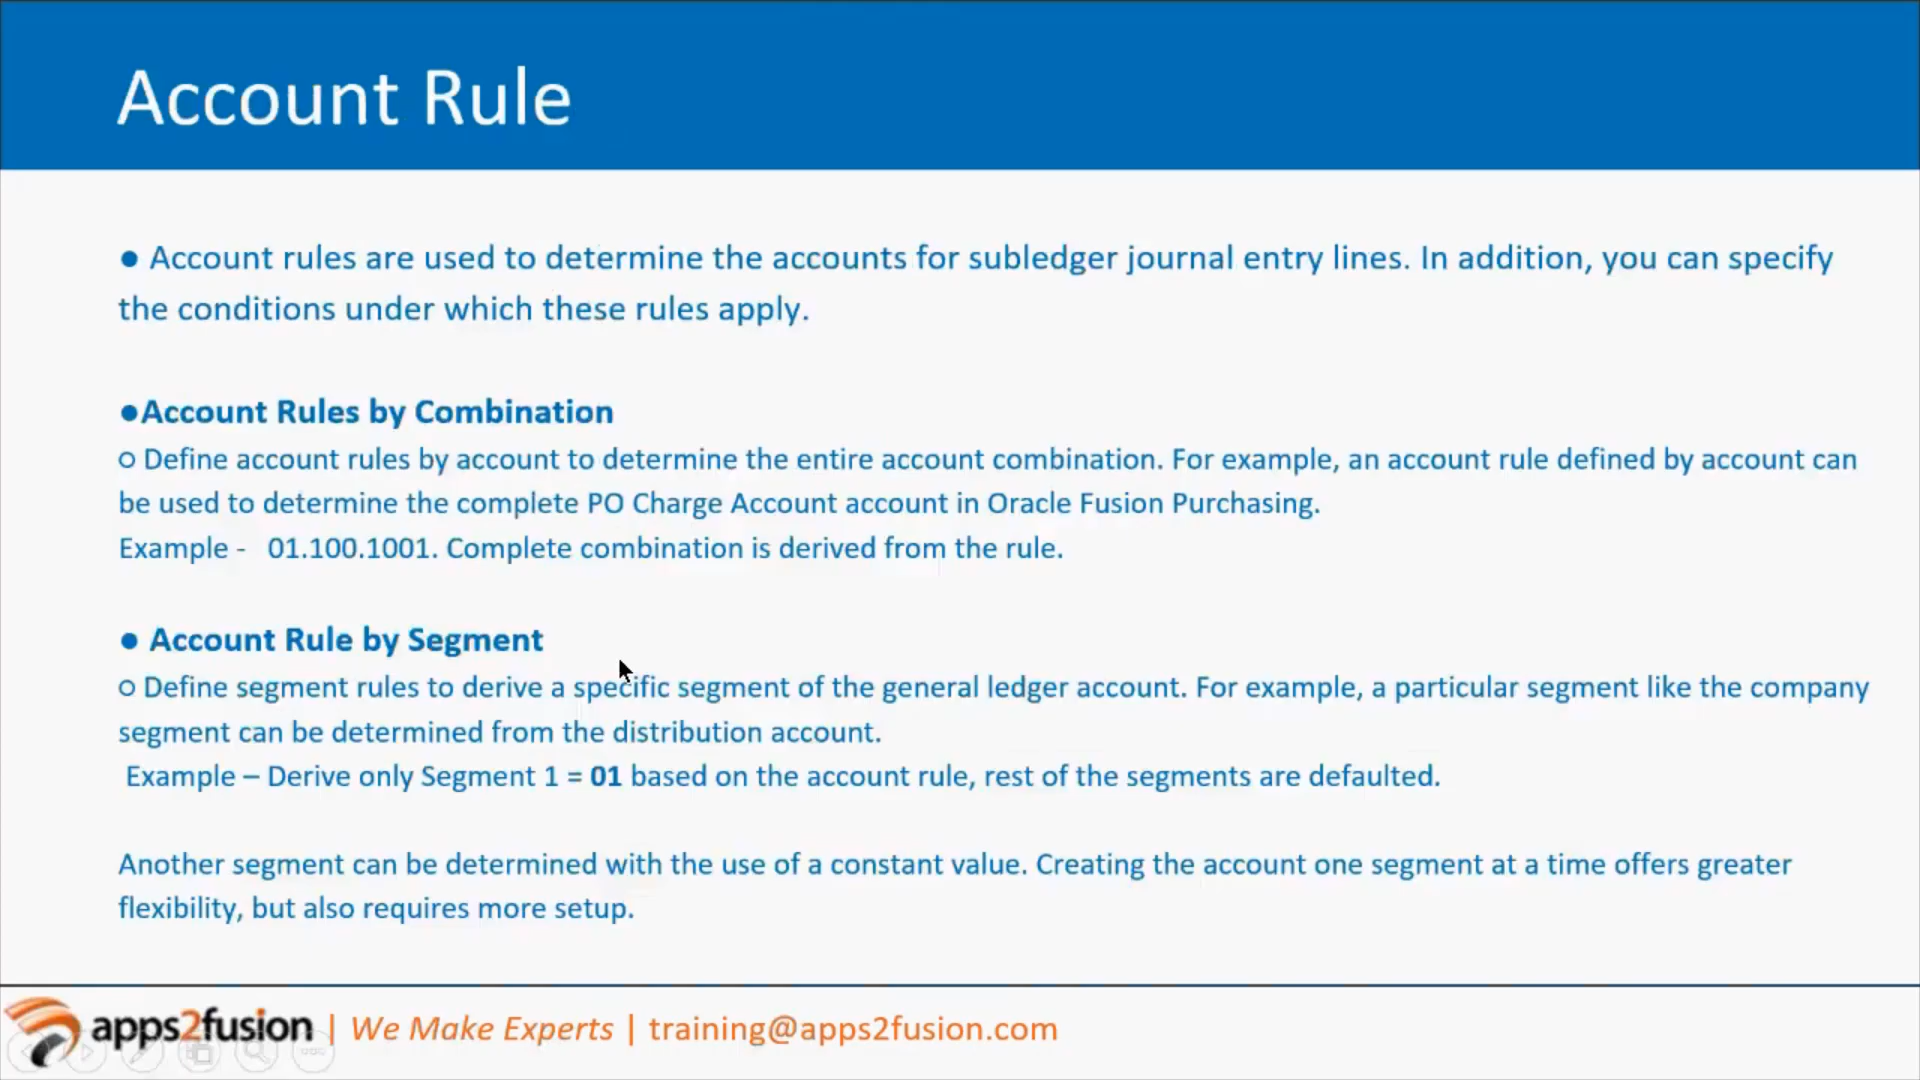 Account Rule
● Account rules are used to determine the accounts for subledger journal entry lines. In addition, you can specify
the conditions under which these rules apply.
●Account Rules by Combination
○ Define account rules by account to determine the entire account combination. For example, an account rule defined by account can
be used to determine the complete PO Charge Account account in Oracle Fusion Purchasing.
Example -   01.100.1001. Complete combination is derived from the rule.
● Account Rule by Segment
○ Define segment rules to derive a specific segment of the general ledger account. For example, a particular segment like the company
segment can be determined from the distribution account.
Example – Derive only Segment 1 = 01 based on the account rule, rest of the segments are defaulted.
Another segment can be determined with the use of a constant value. Creating the account one segment at a time offers greater
flexibility, but also requires more setup.
apps2fusion | We Make Experts | training@apps2fusion.com